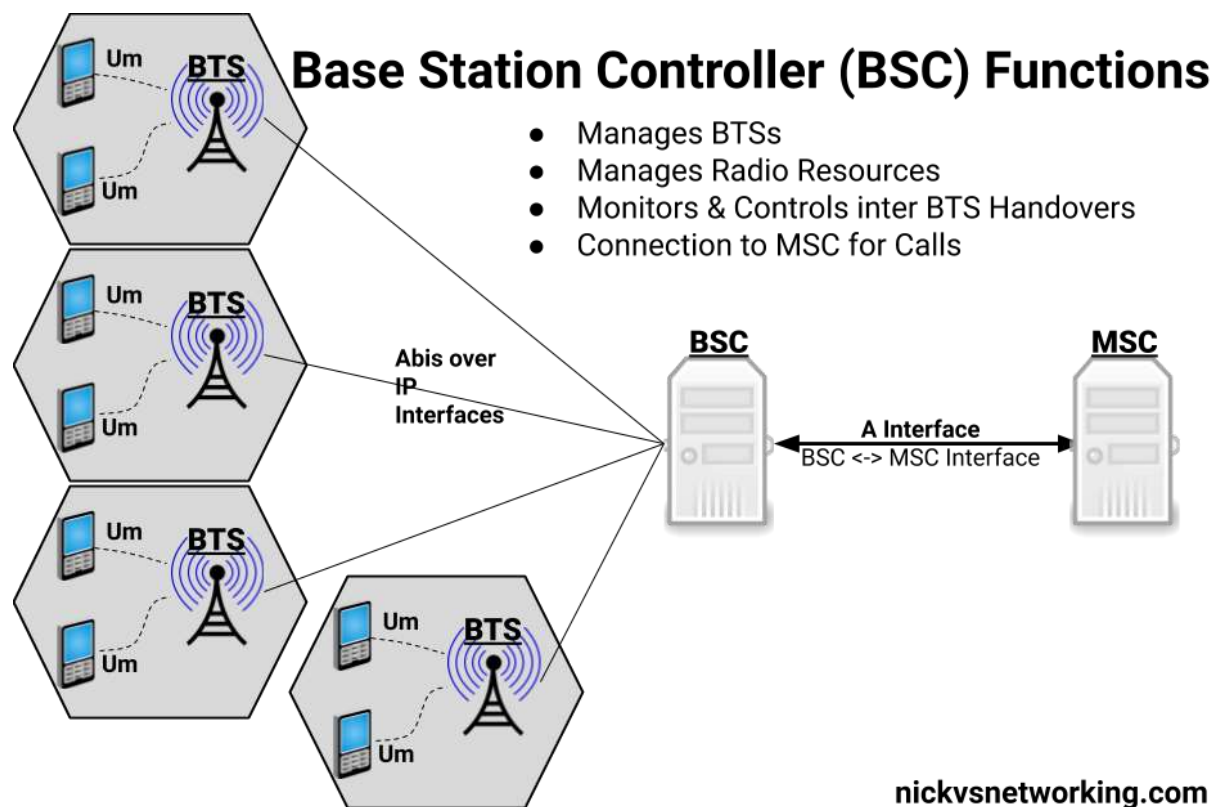 Base Station Controller (BSC) Functions
● Manages BTSs
● Manages Radio Resources
● Monitors & Controls inter BTS Handovers
● Connection to MSC for Calls
Um
BTS
Um
Um
BTS
Um
Um
BTS
Um
Um
BTS
Um
Abis over
IP
Interfaces
BSC
A Interface
BSC <-> MSC Interface
MSC
nickvsnetworking.com